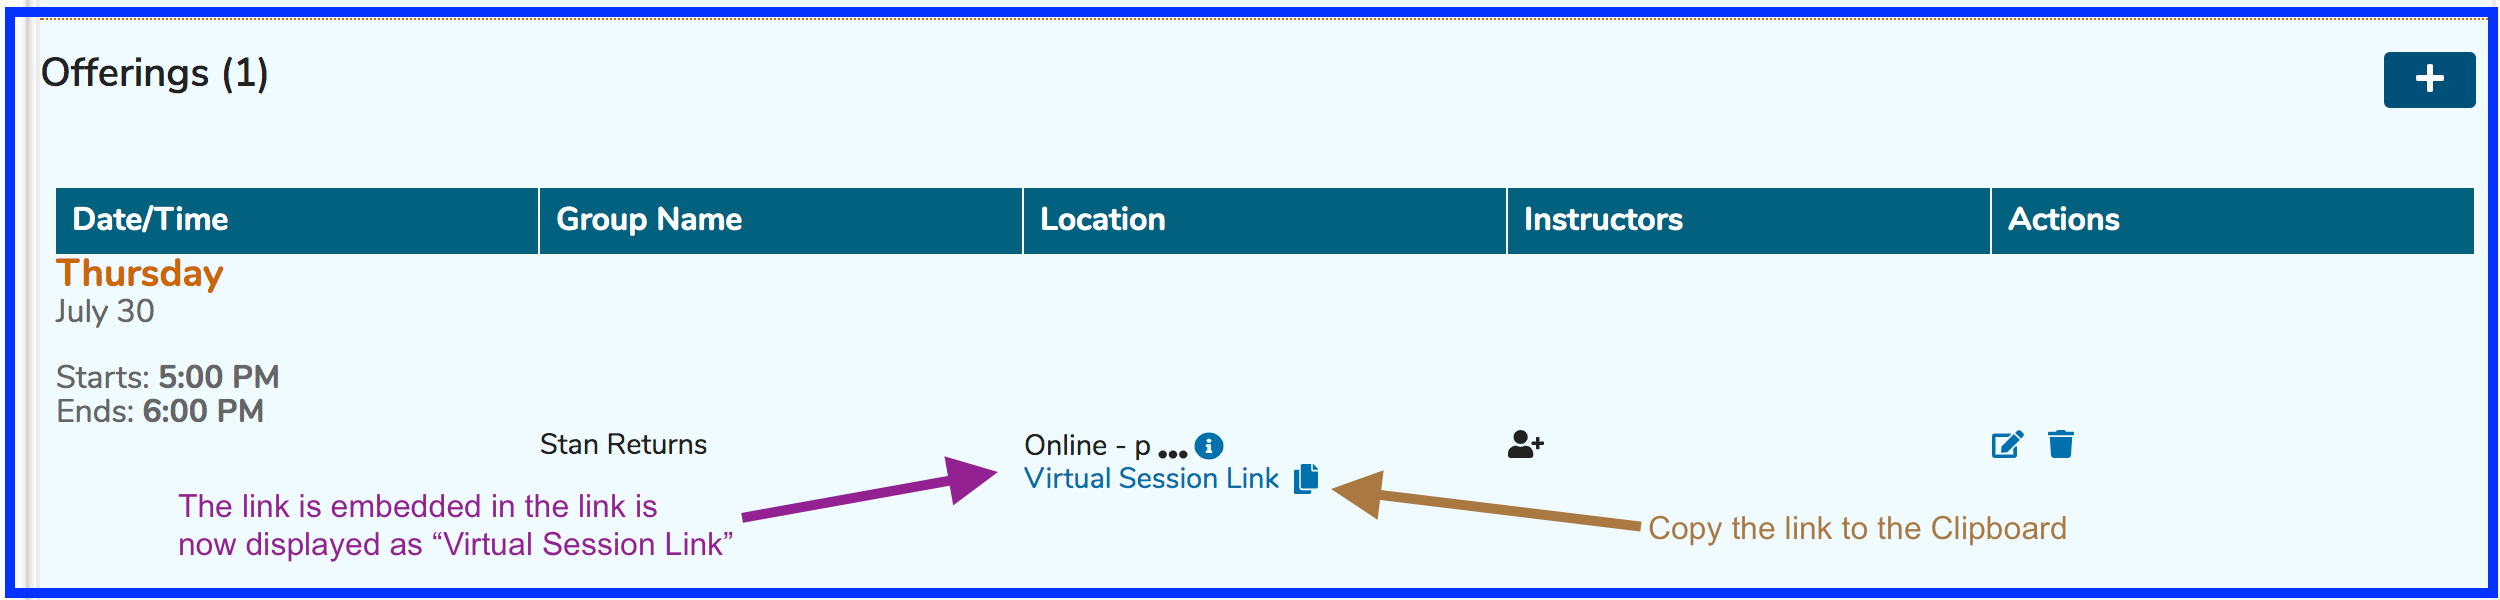 Offerings (1)
Date/Time Group Name Location Instructors Actions
Thursday
July 30
Starts: 5:00 PM
Ends: 6:00 PM
Stan Returns
Online - p ...
Virtual Session Link
The link is embedded in the link is
now displayed as “Virtual Session Link”
Copy the link to the Clipboard